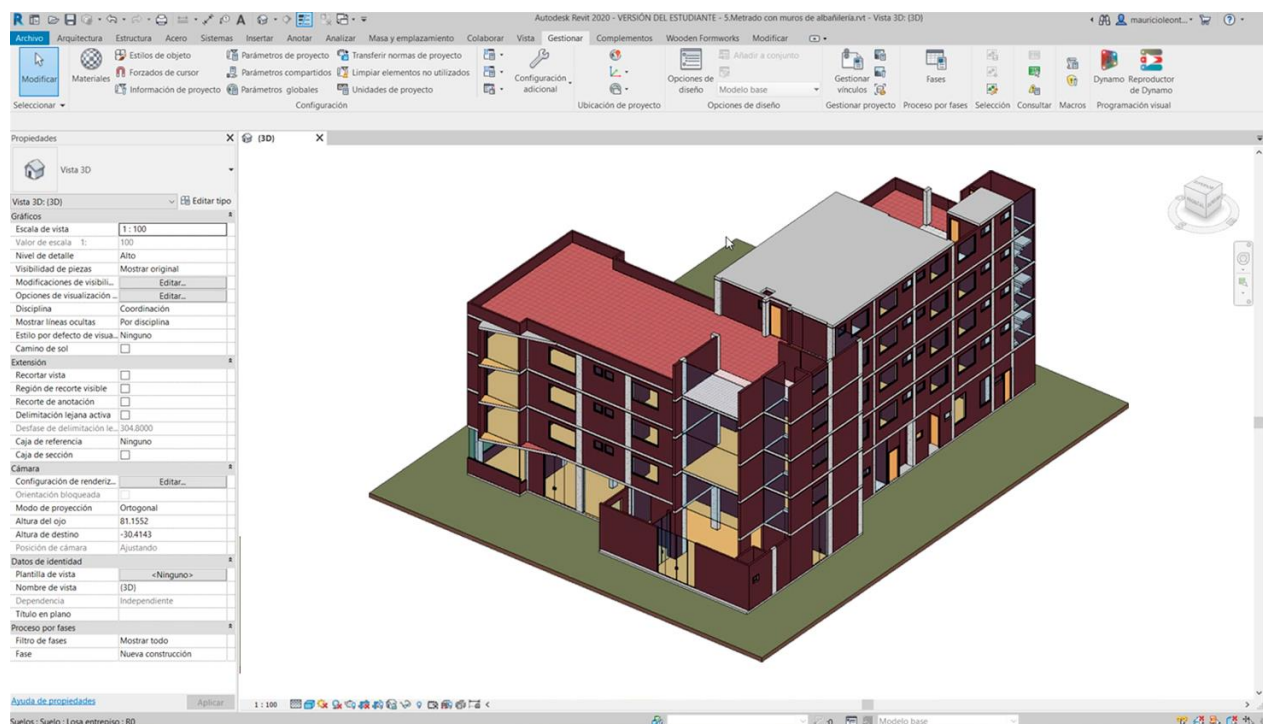 Autodesk Revit 2020 - VERSIÓN DEL ESTUDIANTE - 5.Metrado con muros de albañilería.rvt - Vista 3D: {3D}
mauricioleont...
Archivo Arquitectura Estructura Acero Sistemas Insertar Anotar Analizar Masa y emplazamiento Colaborar Vista Gestionar Complementos Wooden Formworks Modificar
Modificar
Materiales
Estilos de objeto
Forzados de cursor
Información de proyecto
Parámetros de proyecto
Parámetros compartidos
Parámetros globales
Transferir normas de proyecto
Limpiar elementos no utilizados
Unidades de proyecto
Configuración
adicional
Opciones de
diseño
Añadir a conjunto
Modelo base
Gestionar
vínculos
Fases
Dynamo
Reproductor
de Dynamo
Seleccionar Configuración Ubicación de proyecto Opciones de diseño Gestionar proyecto Proceso por fases Selección Consultar Macros Programación visual
Propiedades X
{3D} X
Vista 3D
Vista 3D: {3D} Editar tipo
Gráficos
Escala de vista 1 : 100
Valor de escala 1: 100
Nivel de detalle Alto
Visibilidad de piezas Mostrar original
Modificaciones de visibili... Editar...
Opciones de visualización ... Editar...
Disciplina Coordinación
Mostrar líneas ocultas Por disciplina
Estilo por defecto de visua... Ninguno
Camino de sol
Extensión
Recortar vista
Región de recorte visible
Recorte de anotación
Delimitación lejana activa
Desfase de delimitación le... 304.8000
Caja de referencia Ninguno
Caja de sección
Cámara
Configuración de renderiz... Editar...
Orientación bloqueada
Modo de proyección Ortogonal
Altura del ojo 81.1552
Altura de destino -30.4143
Posición de cámara Ajustando
Datos de identidad
Plantilla de vista <Ninguno>
Nombre de vista {3D}
Dependencia Independiente
Título en plano
Proceso por fases
Filtro de fases Mostrar todo
Fase Nueva construcción
Ayuda de propiedades Aplicar
1 : 100
Suelos : Suelo : Losa entrepiso : R0
:0 Modelo base